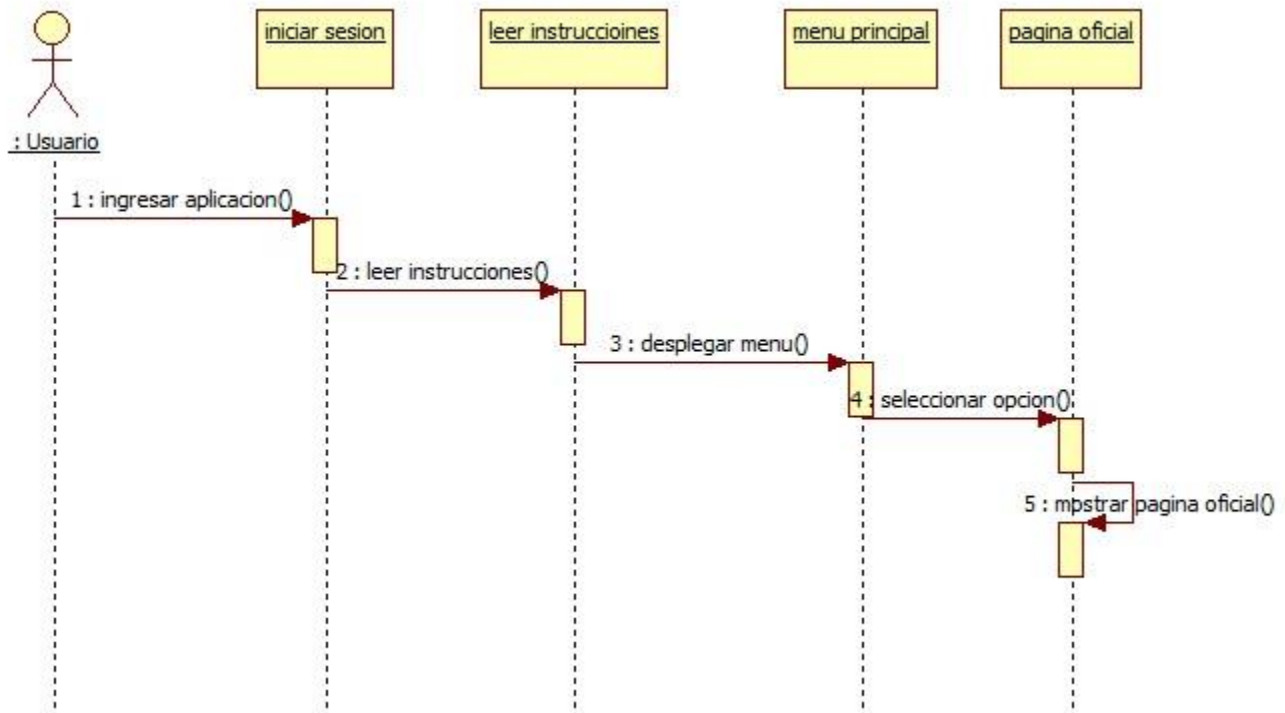 iniciar sesion
leer instruccioines
menu principal
pagina oficial
: Usuario
1 : ingresar aplicacion()
2 : leer instrucciones()
3 : desplegar menu()
4 : seleccionar opcion()
5 : mostrar pagina oficial()